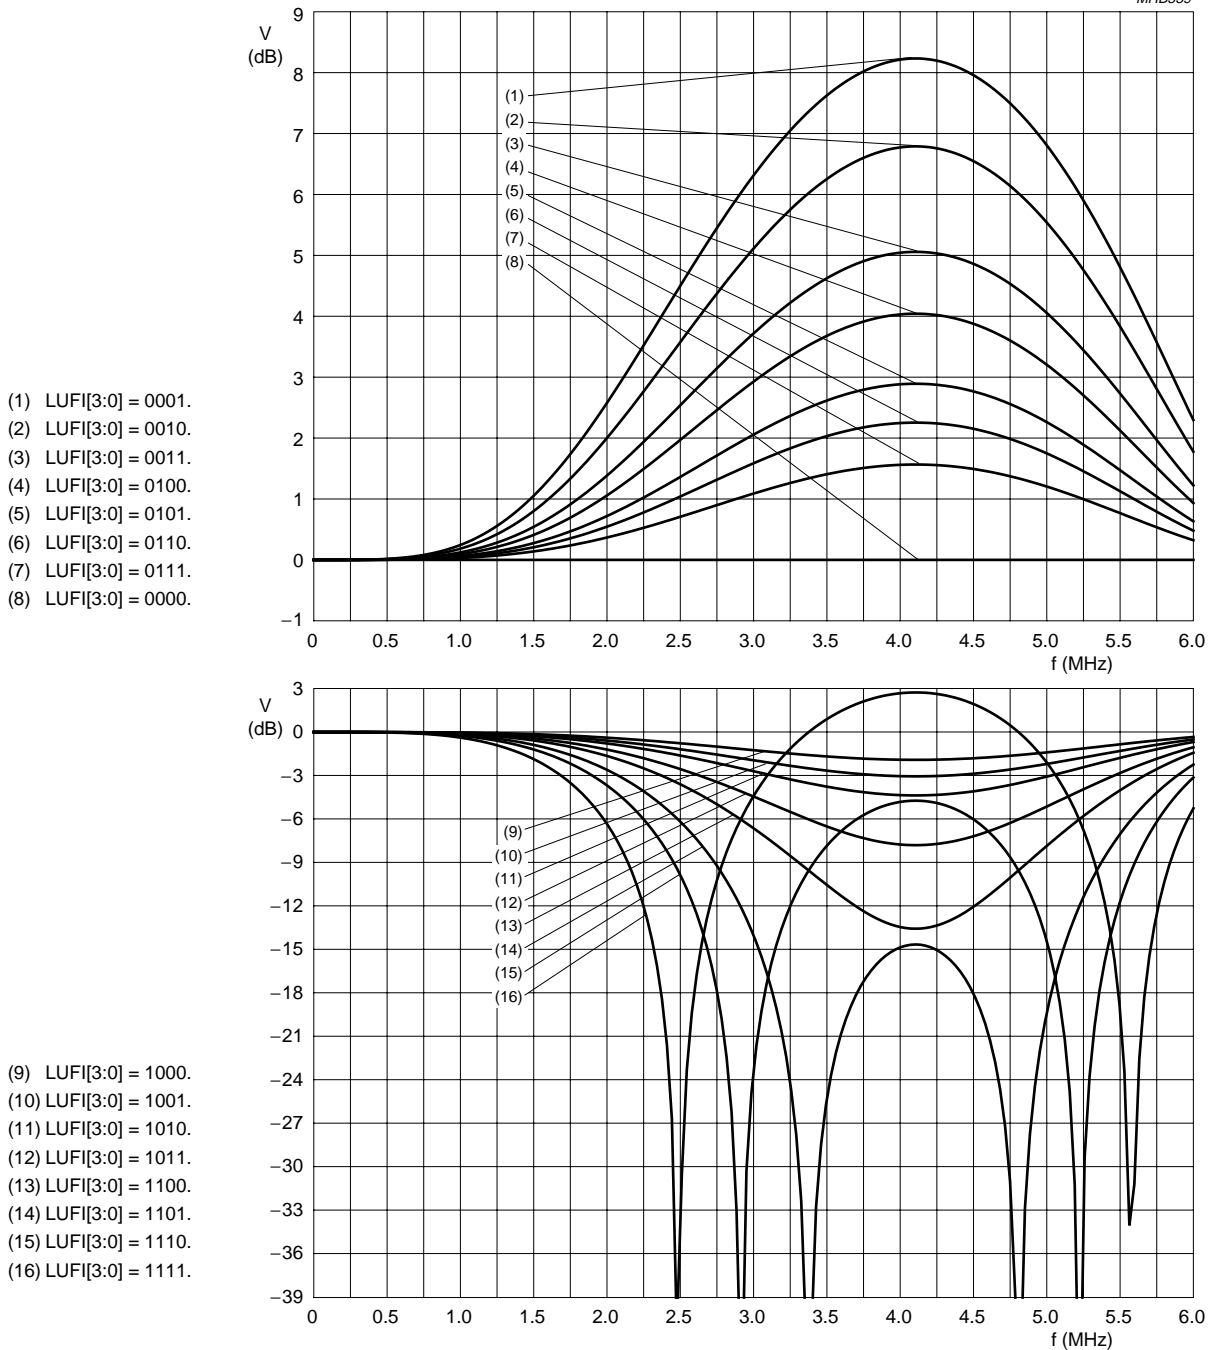 9
V
(dB)
8
7
6
5
4
3
2
1
0
−1
(1)
(2)
(3)
(4)
(5)
(6)
(7)
(8)
0 0.5 1.0 1.5 2.0 2.5 3.0 3.5 4.0 4.5 5.0 5.5 6.0
f (MHz)
(1) LUFI[3:0] = 0001.
(2) LUFI[3:0] = 0010.
(3) LUFI[3:0] = 0011.
(4) LUFI[3:0] = 0100.
(5) LUFI[3:0] = 0101.
(6) LUFI[3:0] = 0110.
(7) LUFI[3:0] = 0111.
(8) LUFI[3:0] = 0000.
3
V
(dB)
0
−3
−6
−9
−12
−15
−18
−21
−24
−27
−30
−33
−36
−39
(9)
(10)
(11)
(12)
(13)
(14)
(15)
(16)
0 0.5 1.0 1.5 2.0 2.5 3.0 3.5 4.0 4.5 5.0 5.5 6.0
f (MHz)
(9) LUFI[3:0] = 1000.
(10) LUFI[3:0] = 1001.
(11) LUFI[3:0] = 1010.
(12) LUFI[3:0] = 1011.
(13) LUFI[3:0] = 1100.
(14) LUFI[3:0] = 1101.
(15) LUFI[3:0] = 1110.
(16) LUFI[3:0] = 1111.